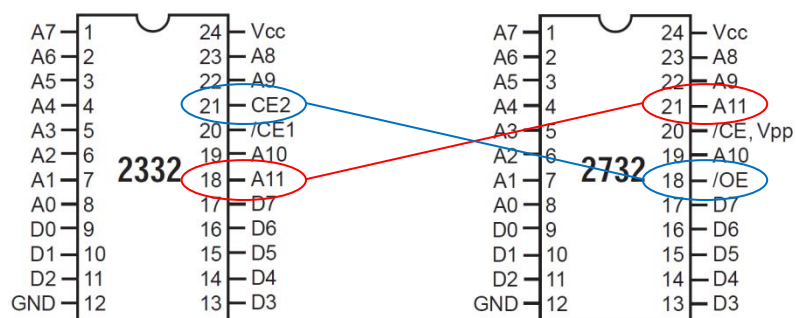 A7 1 24 Vcc
A6 2 23 A8
A5 3 22 A9
A4 4 21 CE2
A3 5 20 /CE1
A2 6 19 A10
A1 7 18 A11
A0 8 17 D7
D0 9 16 D6
D1 10 15 D5
D2 11 14 D4
GND 12 13 D3
2332
A7 1 24 Vcc
A6 2 23 A8
A5 3 22 A9
A4 4 21 A11
A3 5 20 /CE, Vpp
A2 6 19 A10
A1 7 18 /OE
A0 8 17 D7
D0 9 16 D6
D1 10 15 D5
D2 11 14 D4
GND 12 13 D3
2732